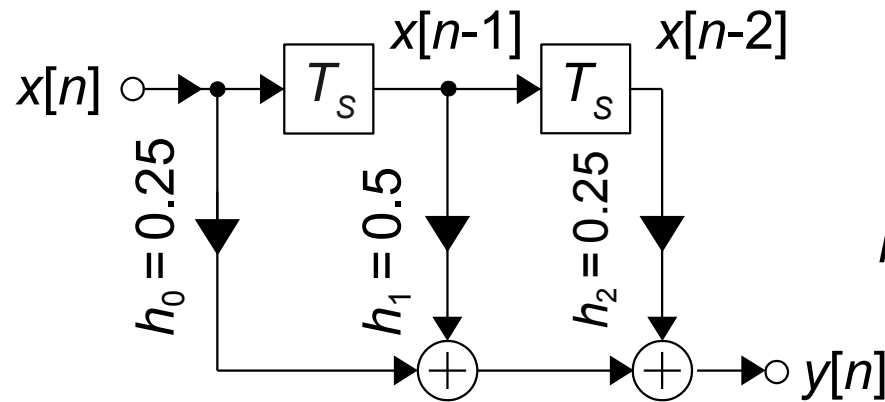 x[n]
T_s
x[n-1]
T_s
x[n-2]
h_0 = 0.25
h_1 = 0.5
h_2 = 0.25
+
+
y[n]